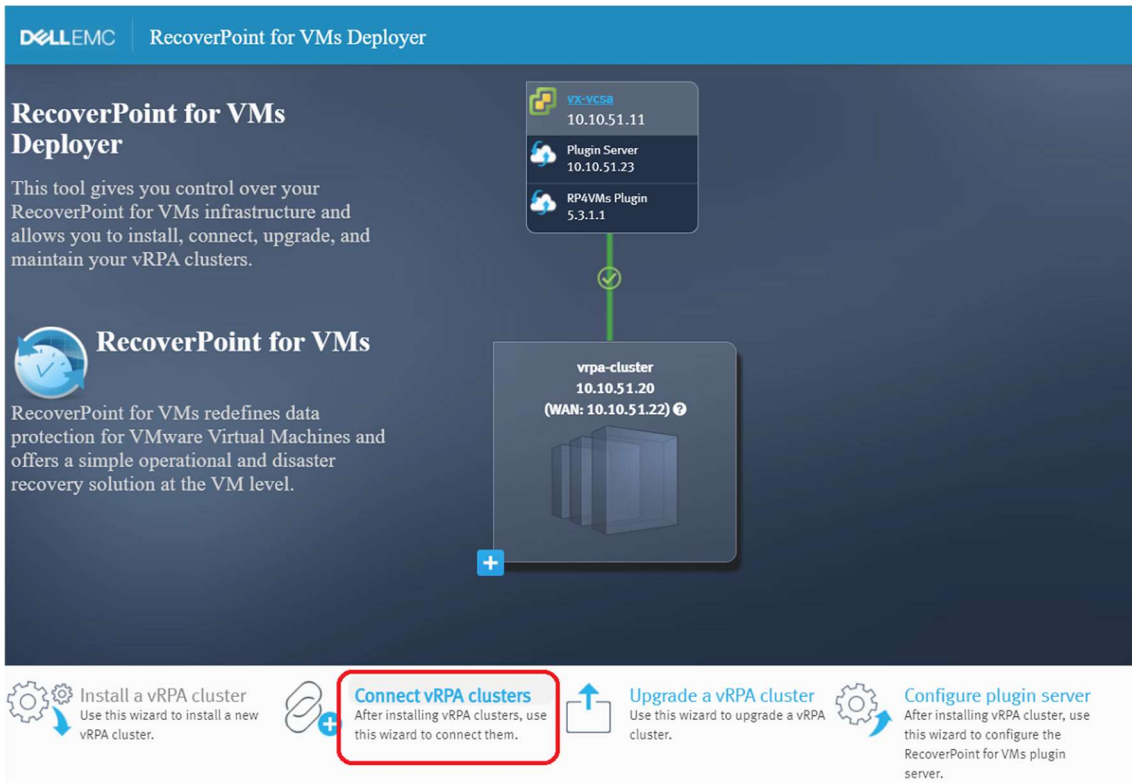 DELLEMC
RecoverPoint for VMs Deployer
RecoverPoint for VMs
Deployer
This tool gives you control over your
RecoverPoint for VMs infrastructure and
allows you to install, connect, upgrade, and
maintain your vRPA clusters.
RecoverPoint for VMs
RecoverPoint for VMs redefines data
protection for VMware Virtual Machines and
offers a simple operational and disaster
recovery solution at the VM level.
vx-vcsa
10.10.51.11
Plugin Server
10.10.51.23
RP4VMs Plugin
5.3.1.1
vrpa-cluster
10.10.51.20
(WAN: 10.10.51.22) ?
+
Install a vRPA cluster
Use this wizard to install a new
vRPA cluster.
Connect vRPA clusters
After installing vRPA clusters, use
this wizard to connect them.
Upgrade a vRPA cluster
Use this wizard to upgrade a vRPA
cluster.
Configure plugin server
After installing vRPA cluster, use
this wizard to configure the
RecoverPoint for VMs plugin
server.